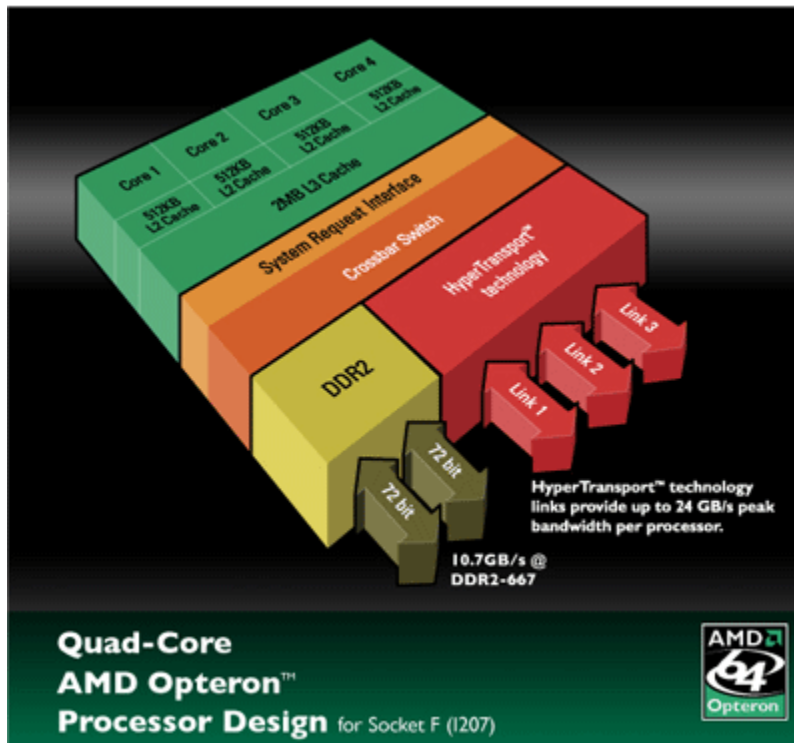 Core 1
Core 2
Core 3
Core 4
512KB
L2 Cache
512KB
L2 Cache
512KB
L2 Cache
512KB
L2 Cache
2MB L3 Cache
System Request Interface
Crossbar Switch
HyperTransport™
technology
DDR2
Link 1
Link 2
Link 3
72 bit
72 bit
HyperTransport™ technology
links provide up to 24 GB/s peak
bandwidth per processor.
10.7GB/s @
DDR2-667
Quad-Core
AMD Opteron™
Processor Design for Socket F (1207)
AMD
64
Opteron